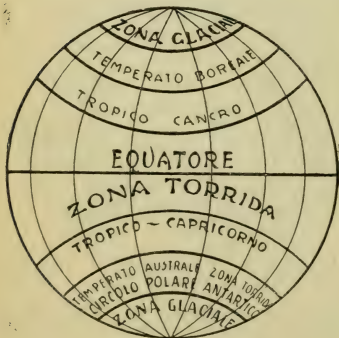 ZONA GLACIALE
TEMPERATO BOREALE
TROPICO CANCRO
EQUATORE
ZONA TORRIDA
TROPICO - CAPRICORNO
TEMPERATO AUSTRALE ZONA TORRIDA
CIRCOLO POLARE ANTARTICO
ZONA GLACIALE